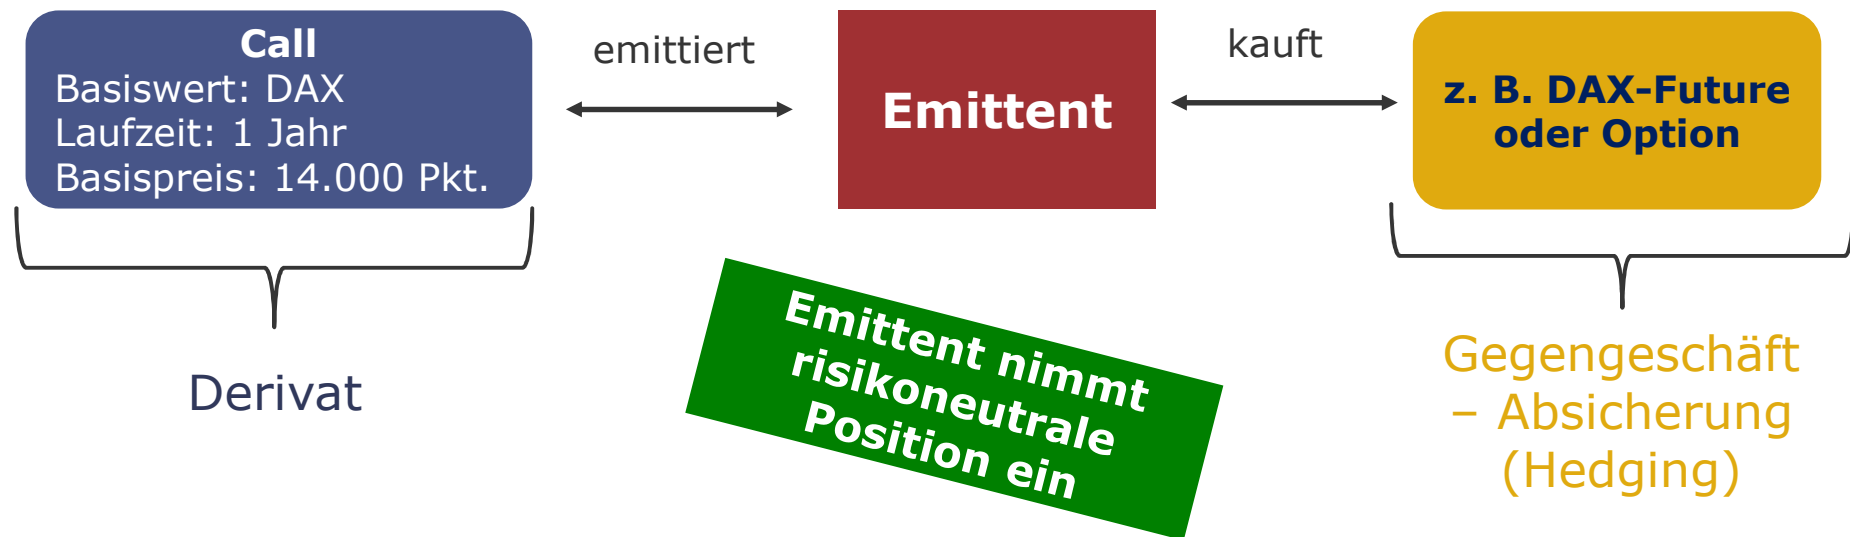 Call
Basiswert: DAX
Laufzeit: 1 Jahr
Basispreis: 14.000 Pkt.
emittiert
Emittent
kauft
z. B. DAX-Future
oder Option
Derivat
Emittent nimmt
risikoneutrale
Position ein
Gegengeschäft
– Absicherung
(Hedging)